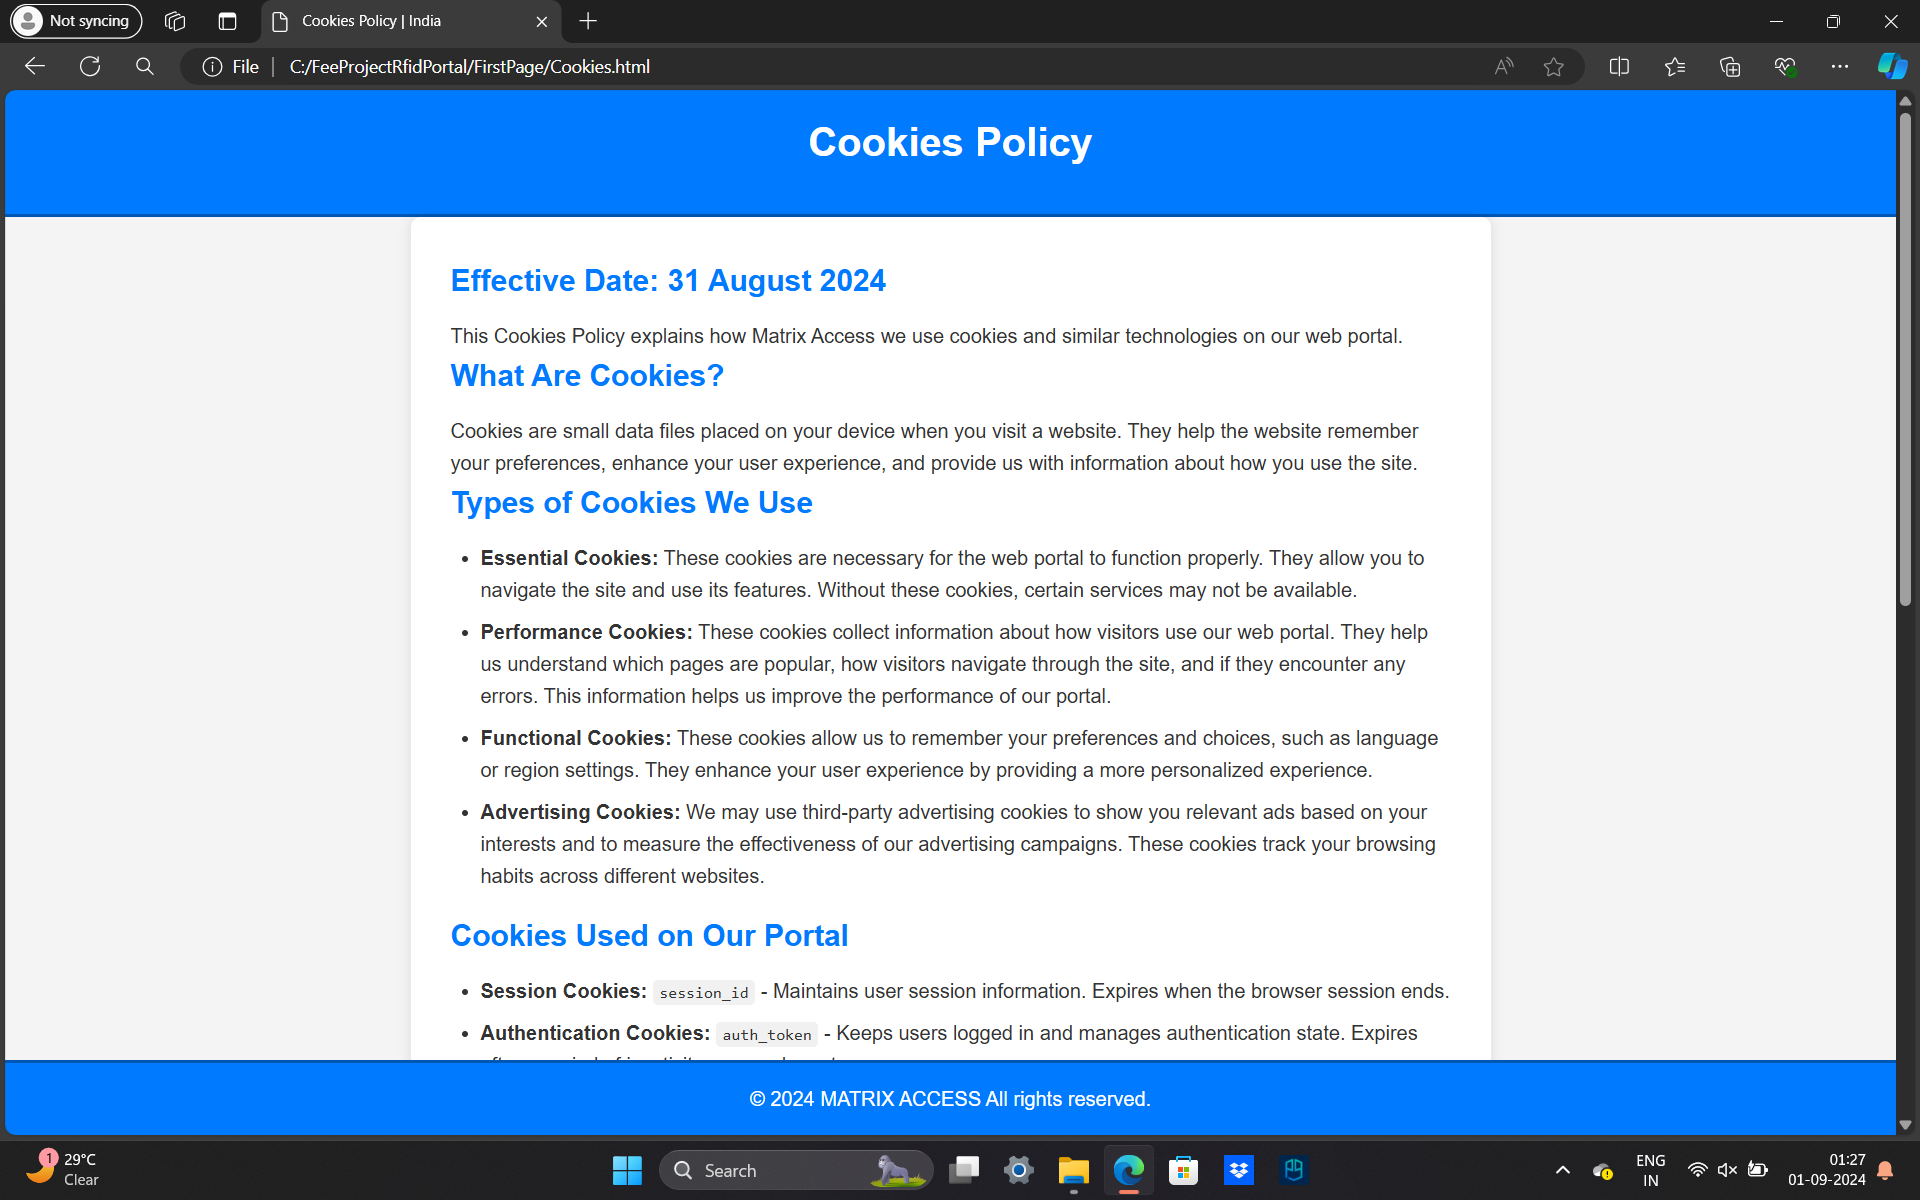 Not syncing
Cookies Policy | India
File
C:/FeeProjectRfidPortal/FirstPage/Cookies.html
Cookies Policy
Effective Date: 31 August 2024
This Cookies Policy explains how Matrix Access we use cookies and similar technologies on our web portal.
What Are Cookies?
Cookies are small data files placed on your device when you visit a website. They help the website remember
your preferences, enhance your user experience, and provide us with information about how you use the site.
Types of Cookies We Use
• Essential Cookies: These cookies are necessary for the web portal to function properly. They allow you to
navigate the site and use its features. Without these cookies, certain services may not be available.
• Performance Cookies: These cookies collect information about how visitors use our web portal. They help
us understand which pages are popular, how visitors navigate through the site, and if they encounter any
errors. This information helps us improve the performance of our portal.
• Functional Cookies: These cookies allow us to remember your preferences and choices, such as language
or region settings. They enhance your user experience by providing a more personalized experience.
• Advertising Cookies: We may use third-party advertising cookies to show you relevant ads based on your
interests and to measure the effectiveness of our advertising campaigns. These cookies track your browsing
habits across different websites.
Cookies Used on Our Portal
• Session Cookies: session_id - Maintains user session information. Expires when the browser session ends.
• Authentication Cookies: auth_token - Keeps users logged in and manages authentication state. Expires
© 2024 MATRIX ACCESS All rights reserved.
1
29°C
Clear
Search
ENG
IN
01:27
01-09-2024